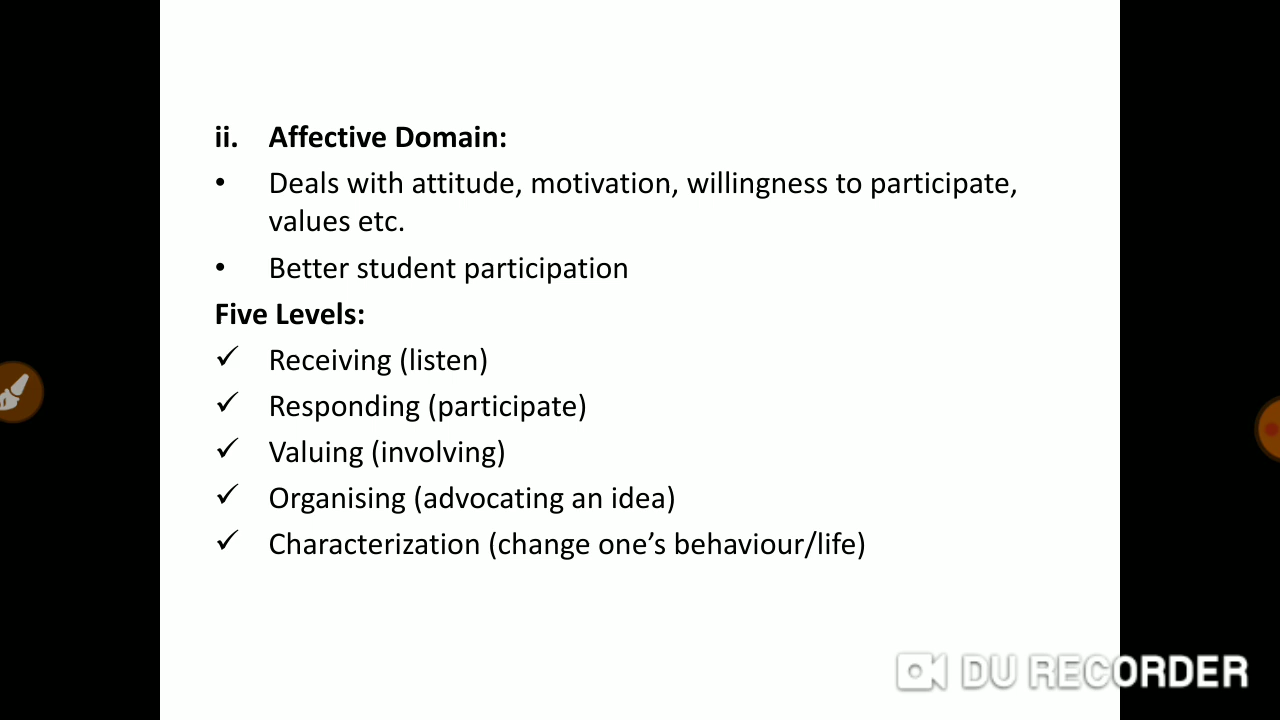 ii. Affective Domain:
• Deals with attitude, motivation, willingness to participate,
values etc.
• Better student participation
Five Levels:
✓ Receiving (listen)
✓ Responding (participate)
✓ Valuing (involving)
✓ Organising (advocating an idea)
✓ Characterization (change one’s behaviour/life)
DU RECORDER